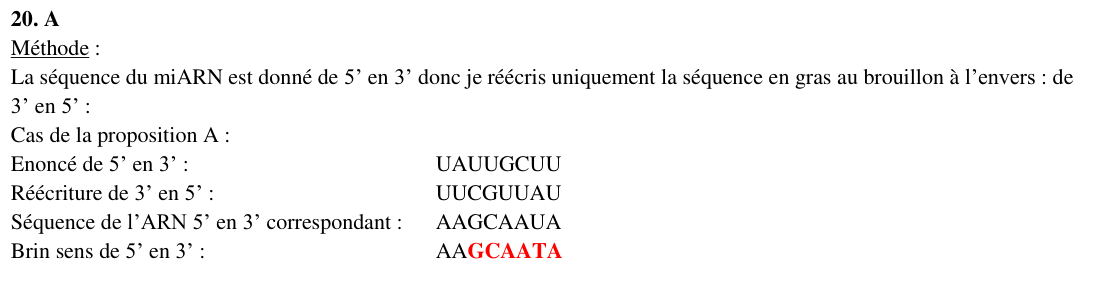 20. A
Méthode :
La séquence du miARN est donné de 5’ en 3’ donc je réécris uniquement la séquence en gras au brouillon à l’envers : de
3’ en 5’ :
Cas de la proposition A :
Enoncé de 5’ en 3’ : UAUUGCUU
Réécriture de 3’ en 5’ : UUCGUUAU
Séquence de l’ARN 5’ en 3’ correspondant : AAGCAAUA
Brin sens de 5’ en 3’ : AAGCAATA